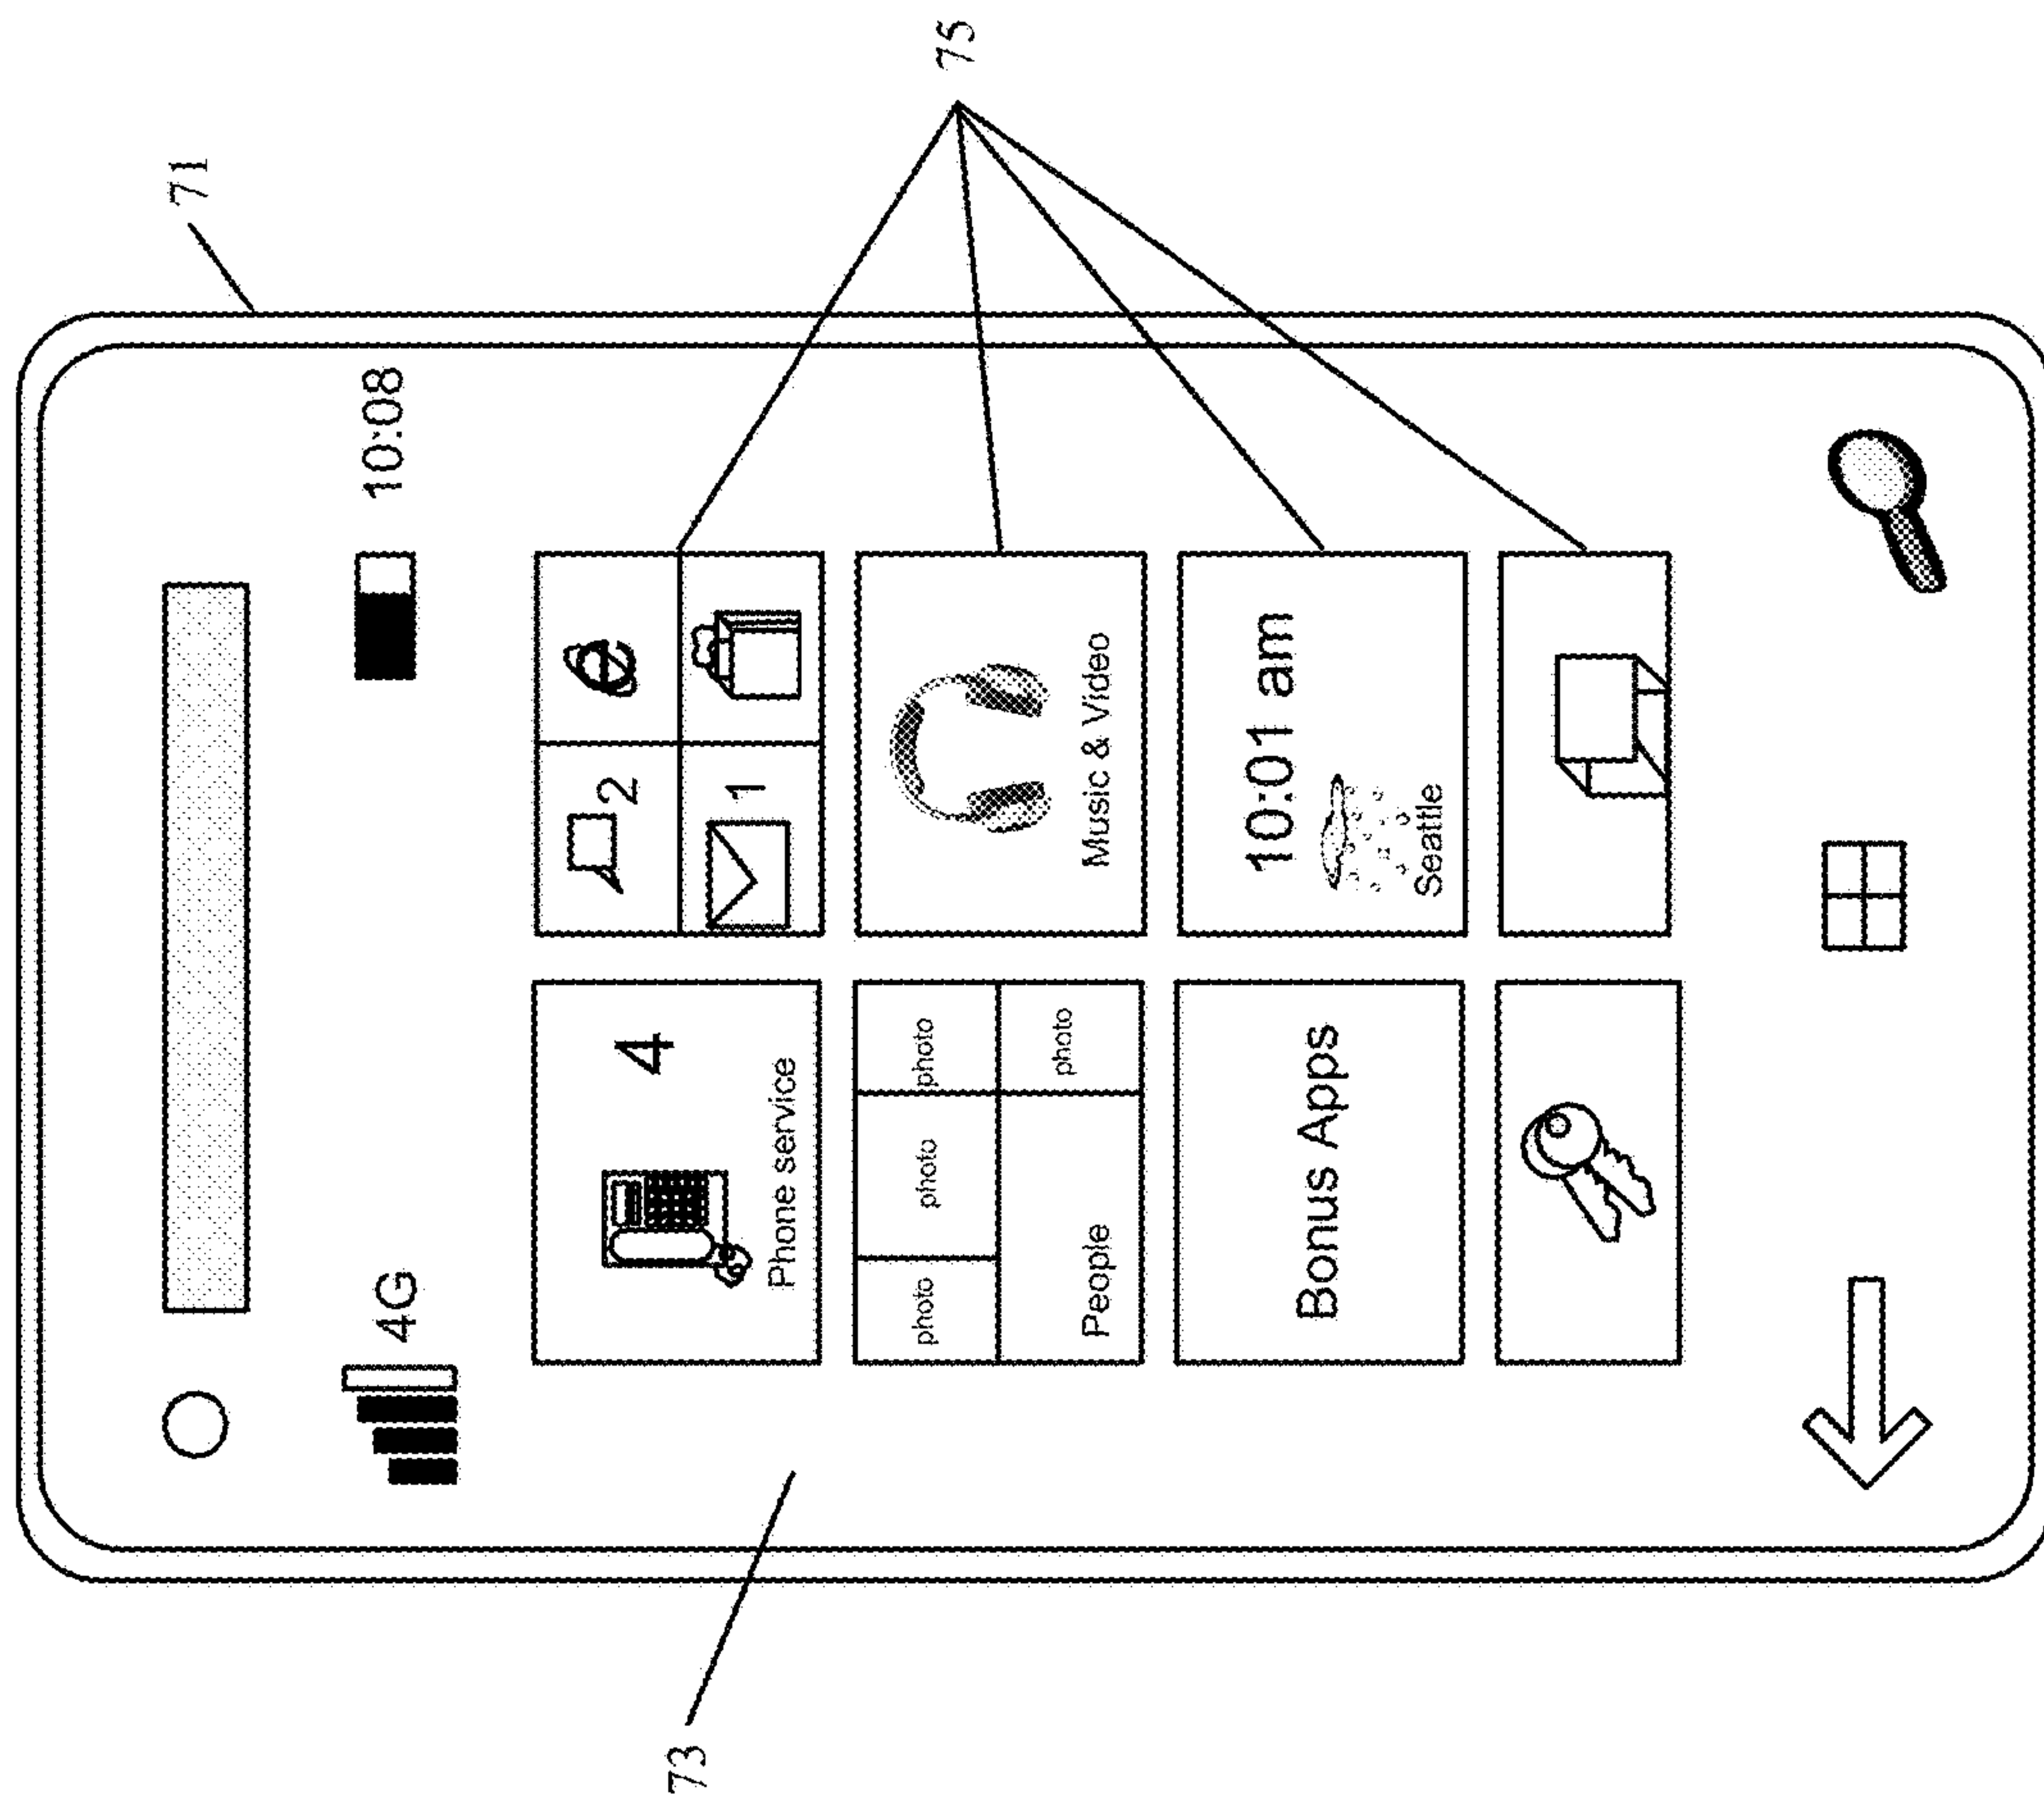 71
4G
10:08
4
Phone service
2
1
75
photo
photo
photo
People
photo
Music & Video
Bonus Apps
10:01 am
Seattle
73